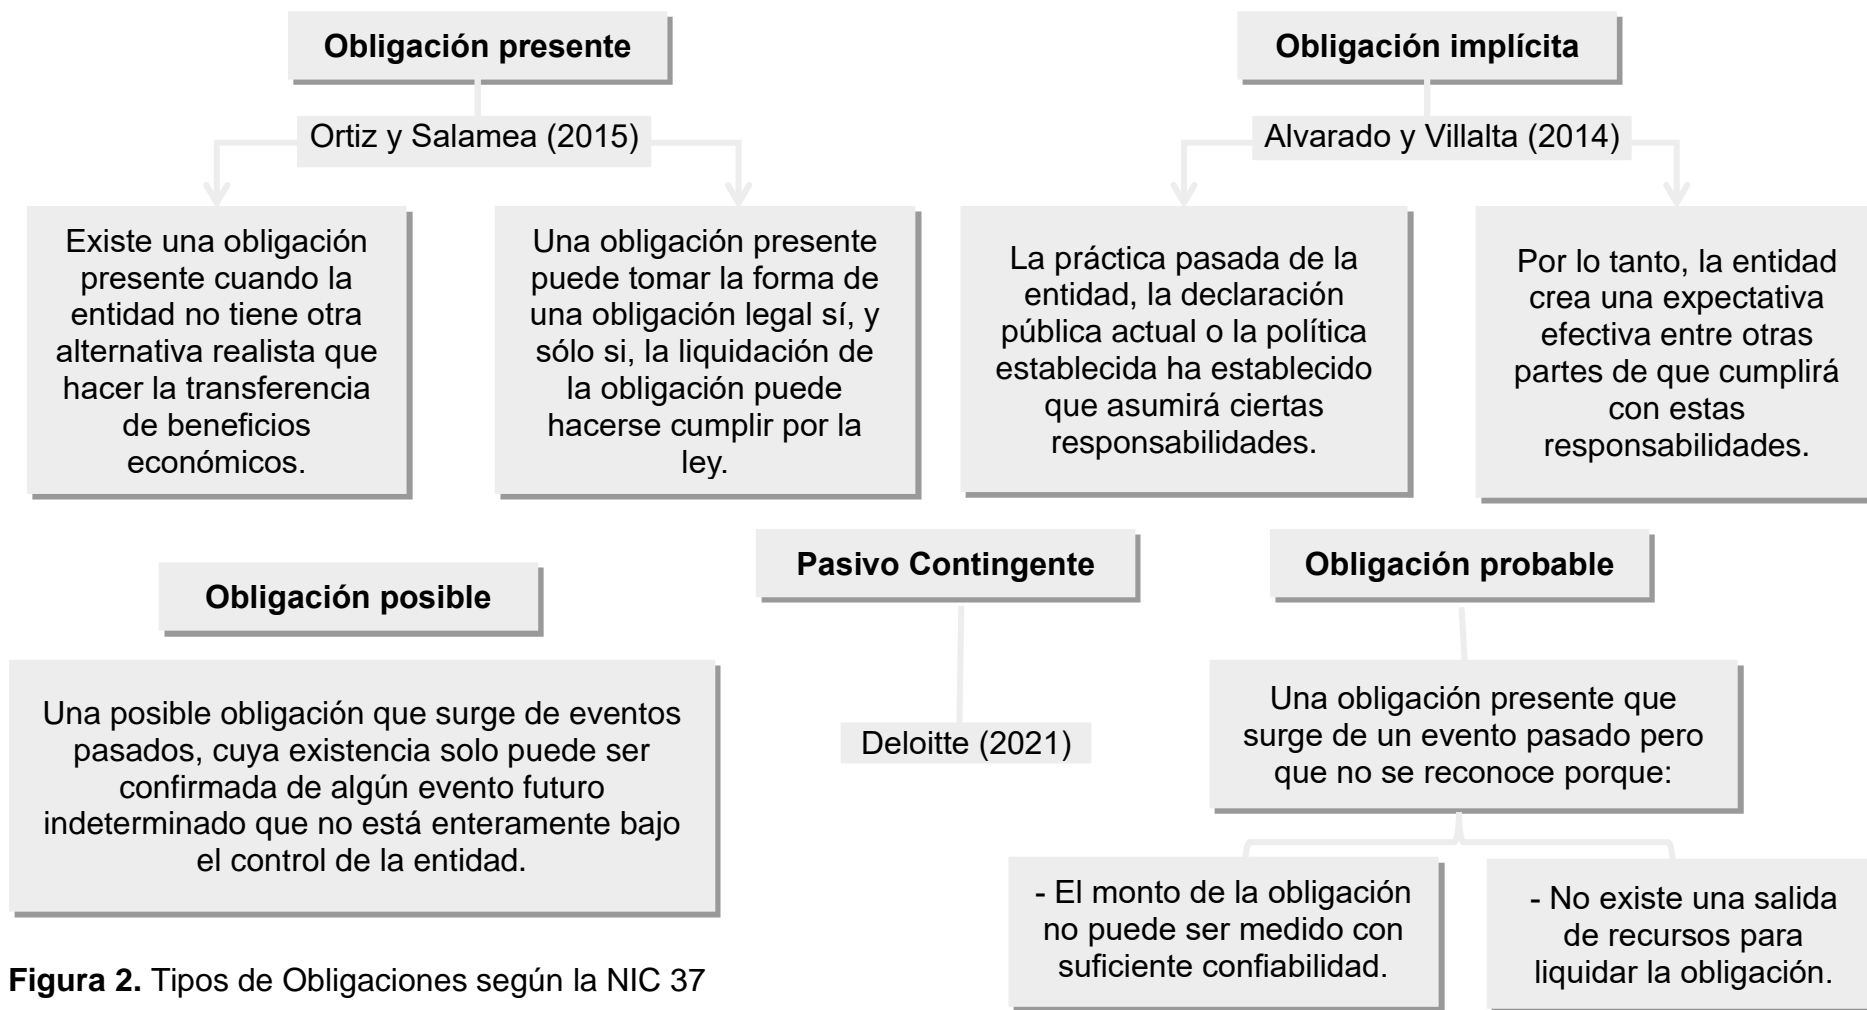 Obligación presente
Ortiz y Salamea (2015)
Existe una obligación
presente cuando la
entidad no tiene otra
alternativa realista que
hacer la transferencia
de beneficios
económicos.
Una obligación presente
puede tomar la forma de
una obligación legal sí, y
sólo si, la liquidación de
la obligación puede
hacerse cumplir por la
ley.
Obligación implícita
Alvarado y Villalta (2014)
La práctica pasada de la
entidad, la declaración
pública actual o la política
establecida ha establecido
que asumirá ciertas
responsabilidades.
Por lo tanto, la entidad
crea una expectativa
efectiva entre otras
partes de que cumplirá
con estas
responsabilidades.
Obligación posible
Una posible obligación que surge de eventos
pasados, cuya existencia solo puede ser
confirmada de algún evento futuro
indeterminado que no está enteramente bajo
el control de la entidad.
Pasivo Contingente
Deloitte (2021)
Obligación probable
Una obligación presente que
surge de un evento pasado pero
que no se reconoce porque:
- El monto de la obligación
no puede ser medido con
suficiente confiabilidad.
- No existe una salida
de recursos para
liquidar la obligación.
Figura 2. Tipos de Obligaciones según la NIC 37